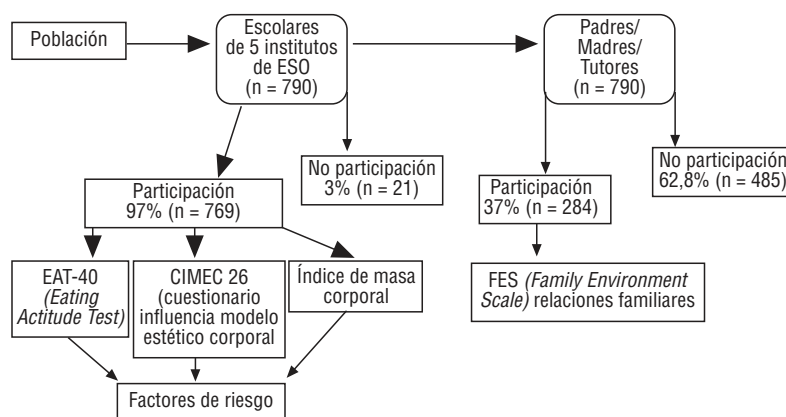 Población
Escolares
de 5 institutos
de ESO
(n = 790)
Padres/
Madres/
Tutores
(n = 790)
No participación
3% (n = 21)
No participación
62,8% (n = 485)
Participación
97% (n = 769)
Participación
37% (n = 284)
EAT-40
(Eating
Actitude Test)
CIMEC 26
(cuestionario
influencia modelo
estético corporal
Índice de masa
corporal
FES (Family Environment
Scale) relaciones familiares
Factores de riesgo